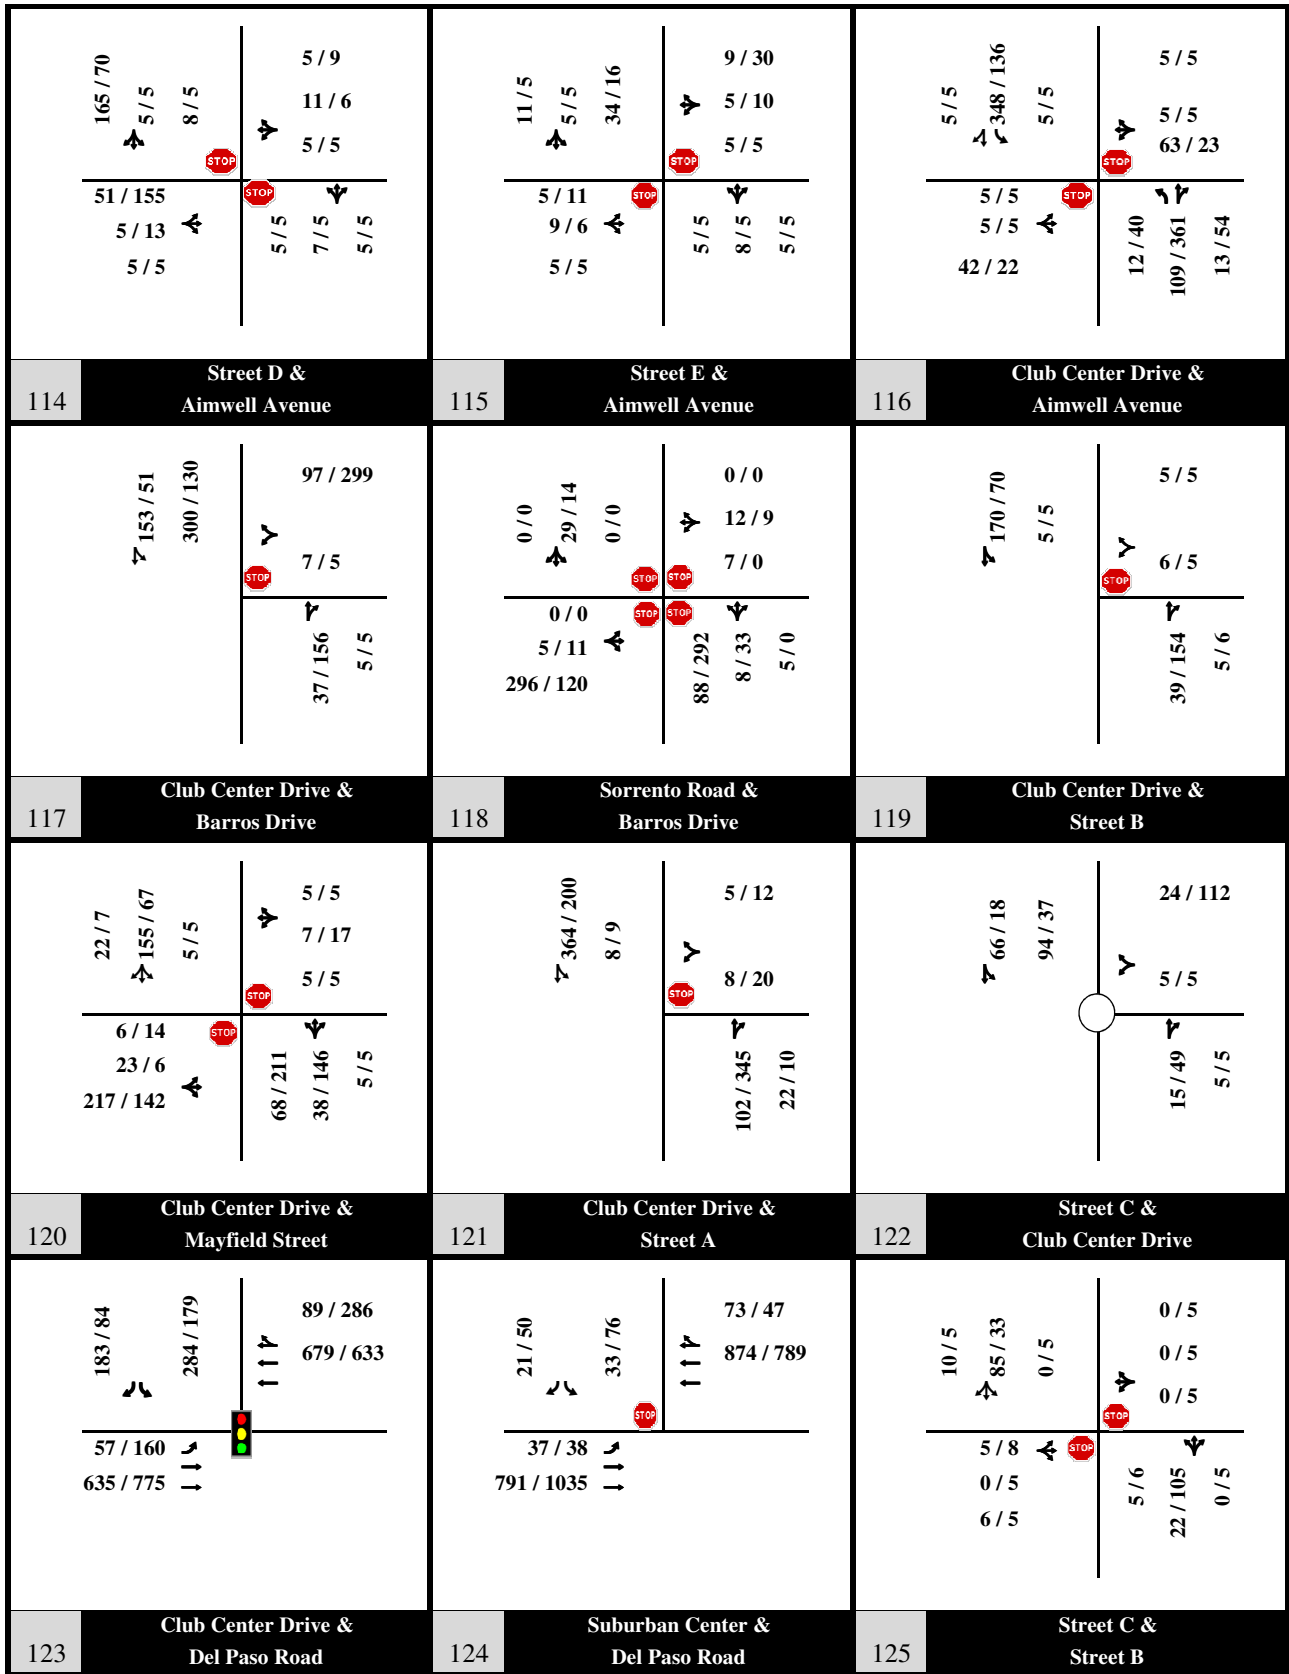 165 / 70
5 / 5
8 / 5
5 / 9
11 / 6
5 / 5
STOP
STOP
51 / 155
5 / 13
5 / 5
5 / 5
7 / 5
5 / 5
114
Street D &
Aimwell Avenue
11 / 5
5 / 5
34 / 16
9 / 30
5 / 10
5 / 5
STOP
STOP
5 / 11
9 / 6
5 / 5
5 / 5
8 / 5
5 / 5
115
Street E &
Aimwell Avenue
5 / 5
348 / 136
5 / 5
5 / 5
5 / 5
63 / 23
STOP
STOP
5 / 5
5 / 5
42 / 22
12 / 40
109 / 361
13 / 54
116
Club Center Drive &
Aimwell Avenue
153 / 51
300 / 130
97 / 299
7 / 5
STOP
37 / 156
5 / 5
117
Club Center Drive &
Barros Drive
0 / 0
29 / 14
0 / 0
0 / 0
12 / 9
7 / 0
STOP
STOP
STOP
STOP
0 / 0
5 / 11
296 / 120
88 / 292
8 / 33
5 / 0
118
Sorrento Road &
Barros Drive
170 / 70
5 / 5
5 / 5
6 / 5
STOP
39 / 154
5 / 6
119
Club Center Drive &
Street B
22 / 7
155 / 67
5 / 5
5 / 5
7 / 17
5 / 5
STOP
STOP
6 / 14
23 / 6
217 / 142
68 / 211
38 / 146
5 / 5
120
Club Center Drive &
Mayfield Street
364 / 200
8 / 9
5 / 12
8 / 20
STOP
102 / 345
22 / 10
121
Club Center Drive &
Street A
66 / 18
94 / 37
24 / 112
5 / 5
15 / 49
5 / 5
122
Street C &
Club Center Drive
183 / 84
284 / 179
89 / 286
679 / 633
57 / 160
635 / 775
123
Club Center Drive &
Del Paso Road
21 / 50
33 / 76
73 / 47
874 / 789
STOP
37 / 38
791 / 1035
124
Suburban Center &
Del Paso Road
10 / 5
85 / 33
0 / 5
0 / 5
0 / 5
0 / 5
STOP
STOP
5 / 8
0 / 5
6 / 5
5 / 6
22 / 105
0 / 5
125
Street C &
Street B